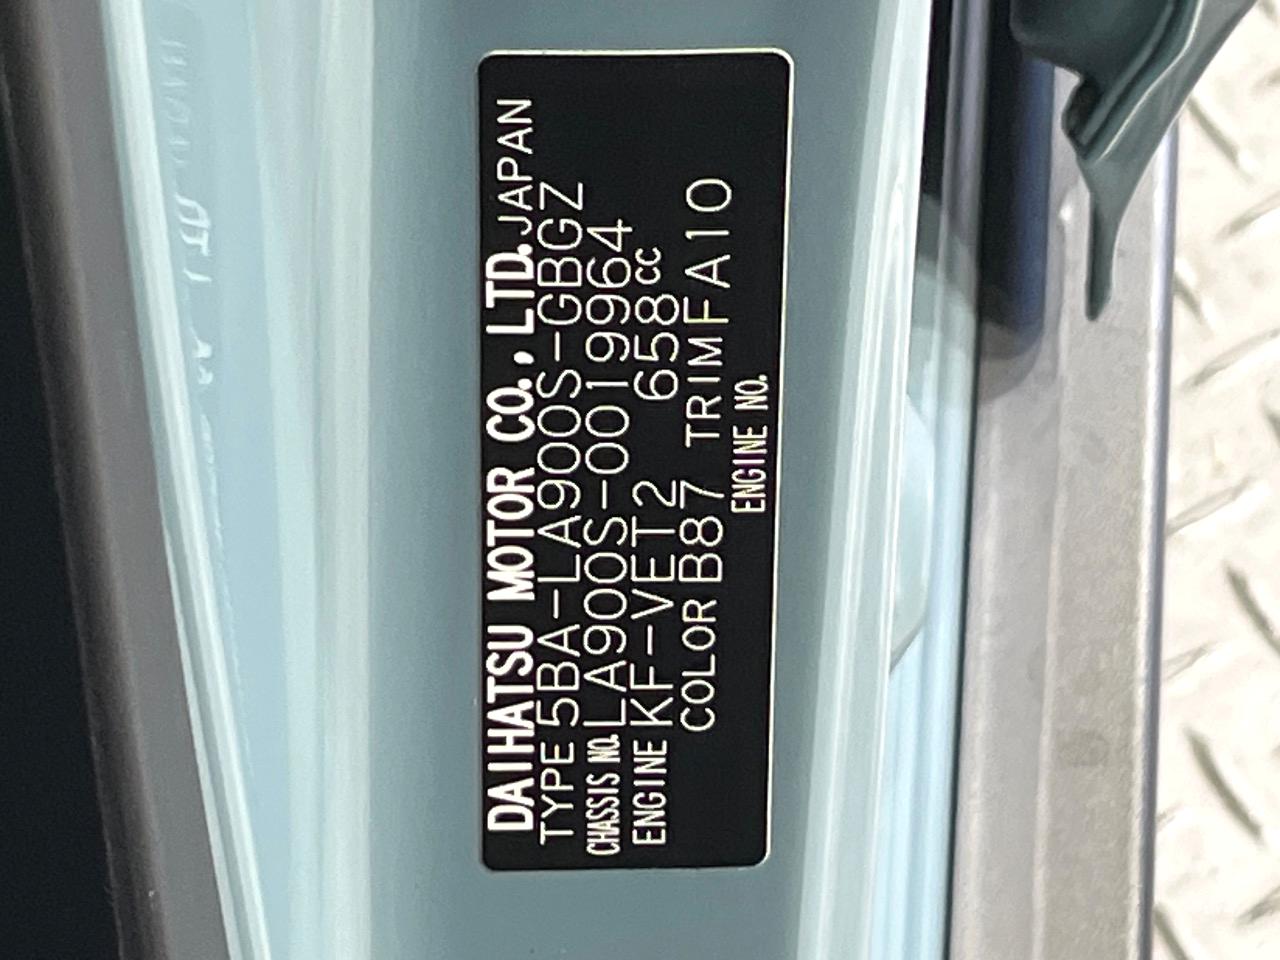 DAIHATSU MOTOR CO., LTD. JAPAN
TYPE 5BA-LA900S-GBGZ
CHASSIS NO. LA900S-0019964
ENGINE KF-VET2 658cc
COLOR B87 TRIM FA10
ENGINE NO.